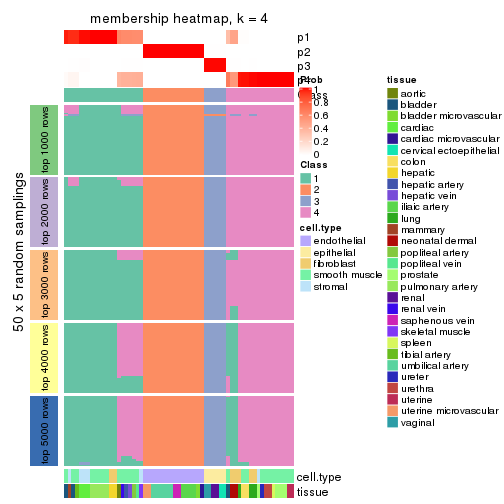 membership heatmap, k = 4
p1
p2
p3
p4
Class
50 x 5 random samplings
top 1000 rows
top 2000 rows
top 3000 rows
top 4000 rows
top 5000 rows
cell.type
tissue
Prob
1
0.8
0.6
0.4
0.2
0
Class
1
2
3
4
cell.type
endothelial
epithelial
fibroblast
smooth muscle
stromal
tissue
aortic
bladder
bladder microvascular
cardiac
cardiac microvascular
cervical ectoepithelial
colon
hepatic
hepatic artery
hepatic vein
iliaic artery
lung
mammary
neonatal dermal
popliteal artery
popliteal vein
prostate
pulmonary artery
renal
renal vein
saphenous vein
skeletal muscle
spleen
tibial artery
umbilical artery
ureter
urethra
uterine
uterine microvascular
vaginal